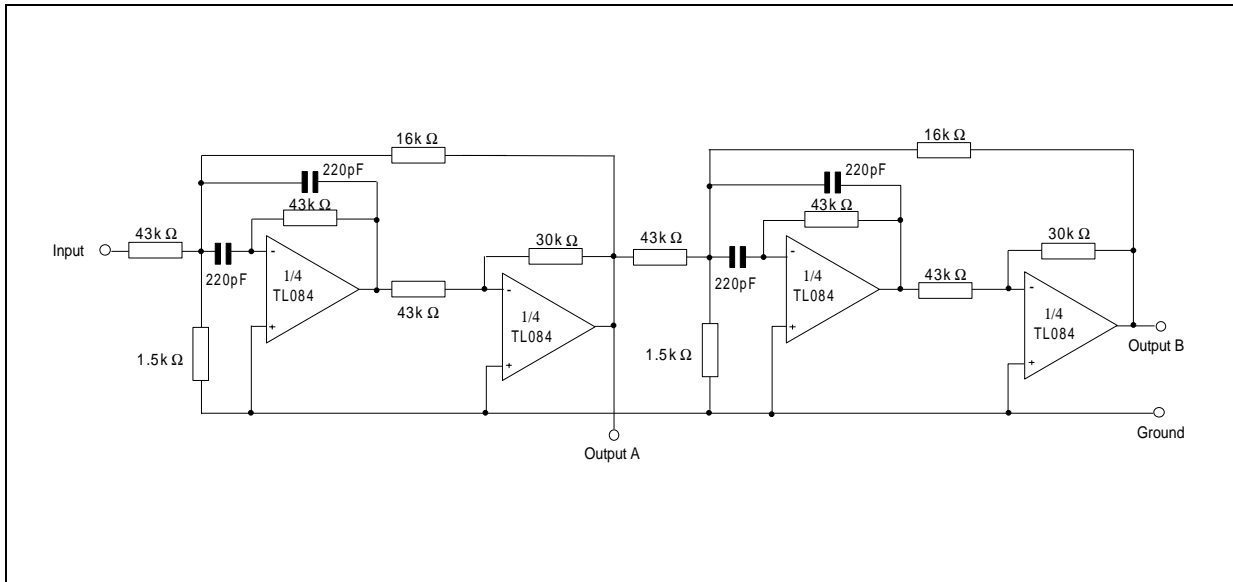 16k Ω
16k Ω
220pF
220pF
43k Ω
43k Ω
Input
43k Ω
30k Ω
43k Ω
30k Ω
220pF
-
1/4
TL084
+
43k Ω
-
1/4
TL084
+
220pF
-
1/4
TL084
+
43k Ω
-
1/4
TL084
+
1.5k Ω
1.5k Ω
Output B
Output A
Ground